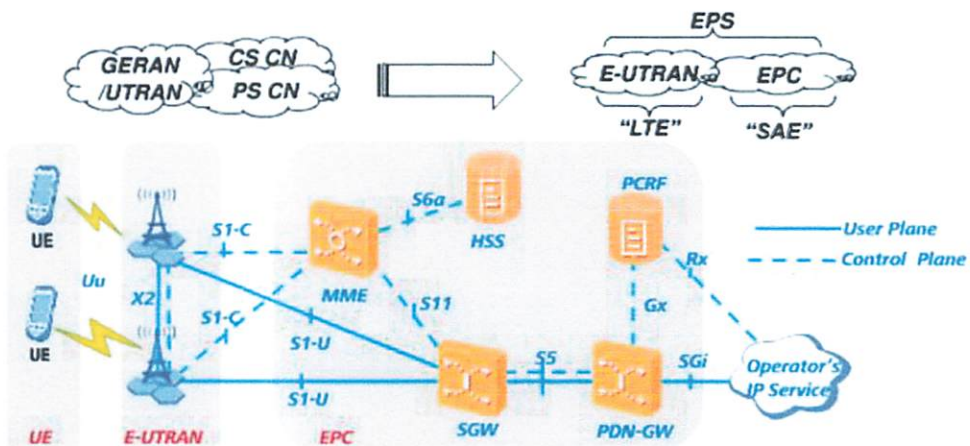 EPS
GERAN
/UTRAN
CS CN
PS CN
E-UTRAN
EPC
"LTE"
"SAE"
UE
UE
Uu
X2
S1-C
S1-C
S1-U
S1-U
MME
S6a
HSS
S11
SGW
S5
PCRF
Gx
Rx
PDN-GW
SGi
Operator's
IP Service
User Plane
Control Plane
UE
E-UTRAN
EPC